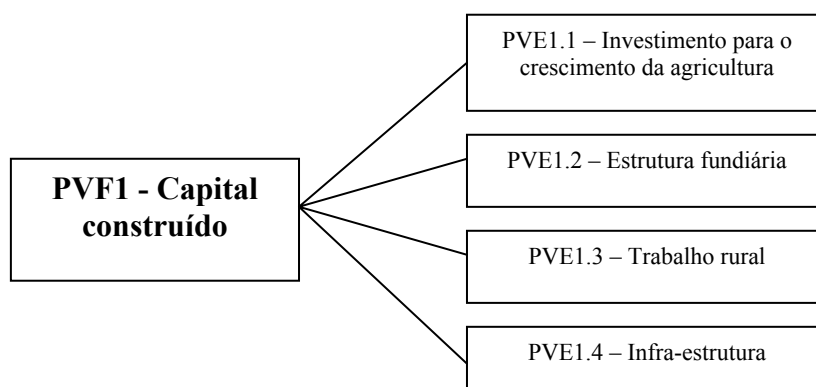 PVE1.1 – Investimento para o
crescimento da agricultura
PVE1.2 – Estrutura fundiária
PVF1 - Capital
construído
PVE1.3 – Trabalho rural
PVE1.4 – Infra-estrutura